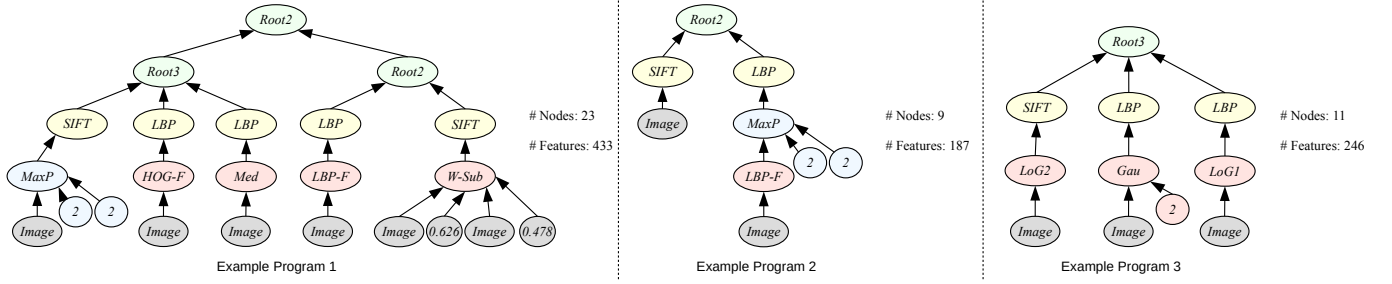 Root2
Root3 Root2
SIFT LBP LBP LBP SIFT
MaxP HOG-F Med LBP-F W-Sub
2 2
Image Image Image Image Image 0.626 Image 0.478
# Nodes: 23
# Features: 433
Example Program 1
Root2
SIFT LBP
Image MaxP
2 2
LBP-F
Image
# Nodes: 9
# Features: 187
Example Program 2
Root3
SIFT LBP LBP
LoG2 Gau LoG1
2
Image Image Image
# Nodes: 11
# Features: 246
Example Program 3